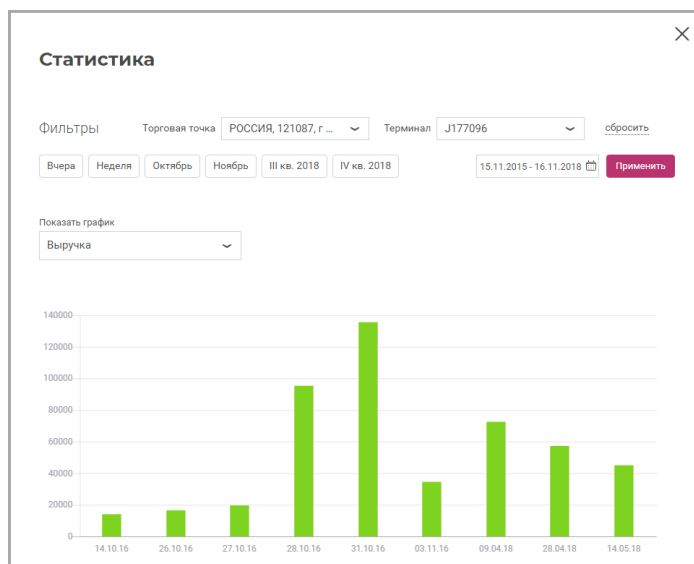 Статистика
Фильтры Торговая точка РОССИЯ, 121087, г ... Терминал J177096 сбросить
Вчера Неделя Октябрь Ноябрь III кв. 2018 IV кв. 2018 15.11.2015 - 16.11.2018 Применить
Показать график
Выручка
140000
120000
100000
80000
60000
40000
20000
0
14.10.16 26.10.16 27.10.16 28.10.16 31.10.16 03.11.16 09.04.18 28.04.18 14.05.18